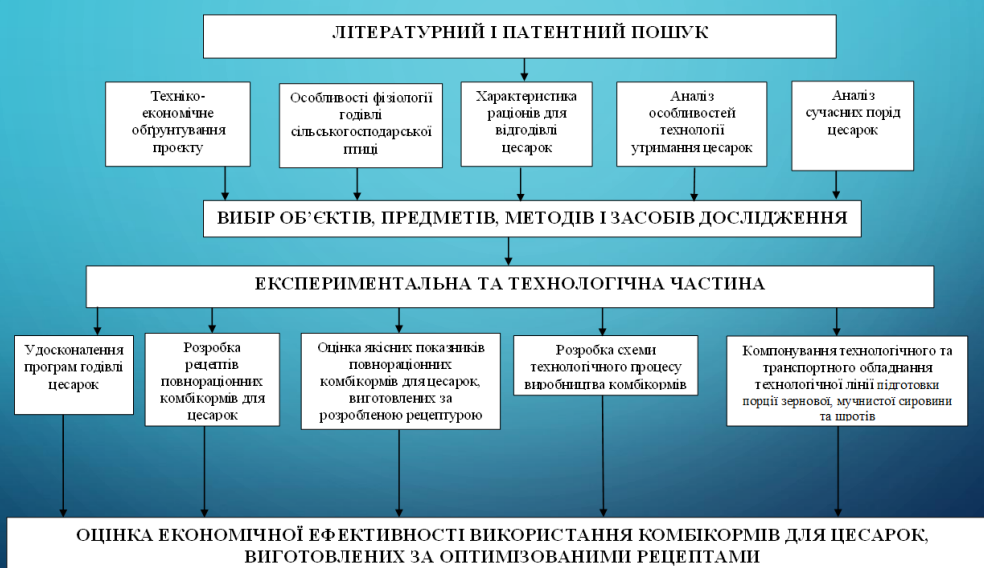 ЛІТЕРАТУРНИЙ І ПАТЕНТНИЙ ПОШУК
Техніко-
економічне
обґрунтування
проєкту
Особливості фізіології
годівлі
сільськогосподарської
птиці
Характеристика
раціонів для
відгодівлі
цесарок
Аналіз
особливостей
технології
утримання цесарок
Аналіз
сучасних порід
цесарок
ВИБІР ОБ’ЄКТІВ, ПРЕДМЕТІВ, МЕТОДІВ І ЗАСОБІВ ДОСЛІДЖЕННЯ
ЕКСПЕРИМЕНТАЛЬНА ТА ТЕХНОЛОГІЧНА ЧАСТИНА
Удосконалення
програм годівлі
цесарок
Розробка
рецептів
повнораціонних
комбікормів для
цесарок
Оцінка якісних показників
повнораціонних
комбікормів для цесарок,
виготовлених за
розробленою рецептурою
Розробка схеми
технологічного процесу
виробництва комбікормів
Компонування технологічного та
транспортного обладнання
технологічної лінії підготовки
порції зернової, мучнистої сировини
та шротів
ОЦІНКА ЕКОНОМІЧНОЇ ЕФЕКТИВНОСТІ ВИКОРИСТАННЯ КОМБІКОРМІВ ДЛЯ ЦЕСАРОК,
ВИГОТОВЛЕНИХ ЗА ОПТИМІЗОВАНИМИ РЕЦЕПТАМИ